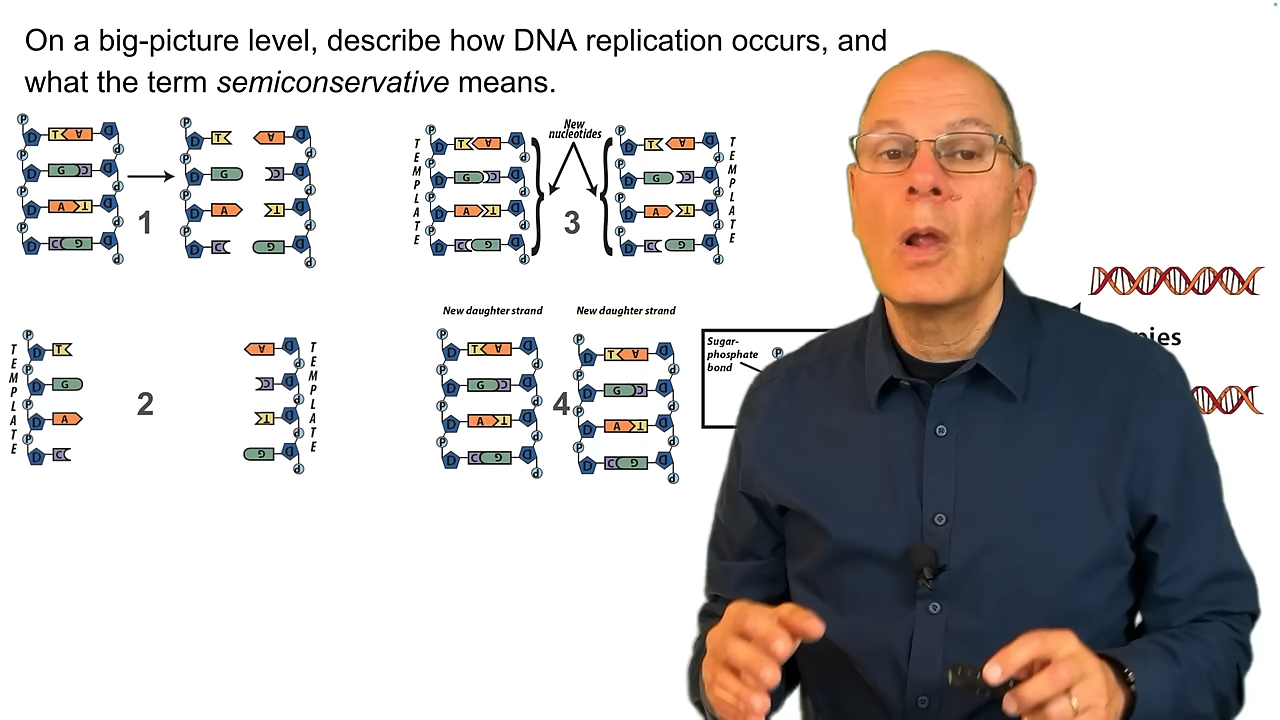 On a big-picture level, describe how DNA replication occurs, and
what the term semiconservative means.
P P
D T A D
P P
D G C D
P P
D A T D
P P
D C G D
P
1
P P
D T A D
P P
D G C D
P P
D A T D
P P
D C G D
P
New
nucleotides
TEMPLATE
P
D T A D
P P
D G C D
P P
D A T D
P P
D C G D
P
3
P
D T A D
P P
D G C D
P P
D A T D
P P
D C G D
P
TEMPLATE
TEMPLATE
P
D T
P
D G
P
D A
P
D C
2
A D
P
C D
P
T D
P
G D
P
TEMPLATE
New daughter strand
New daughter strand
P
D T A D
P P
D G C D
P P
D A T D
P P
D C G D
P
4
P
D T A D
P P
D G C D
P P
D A T D
P P
D C G D
P
Sugar-
phosphate
bond
P
pies